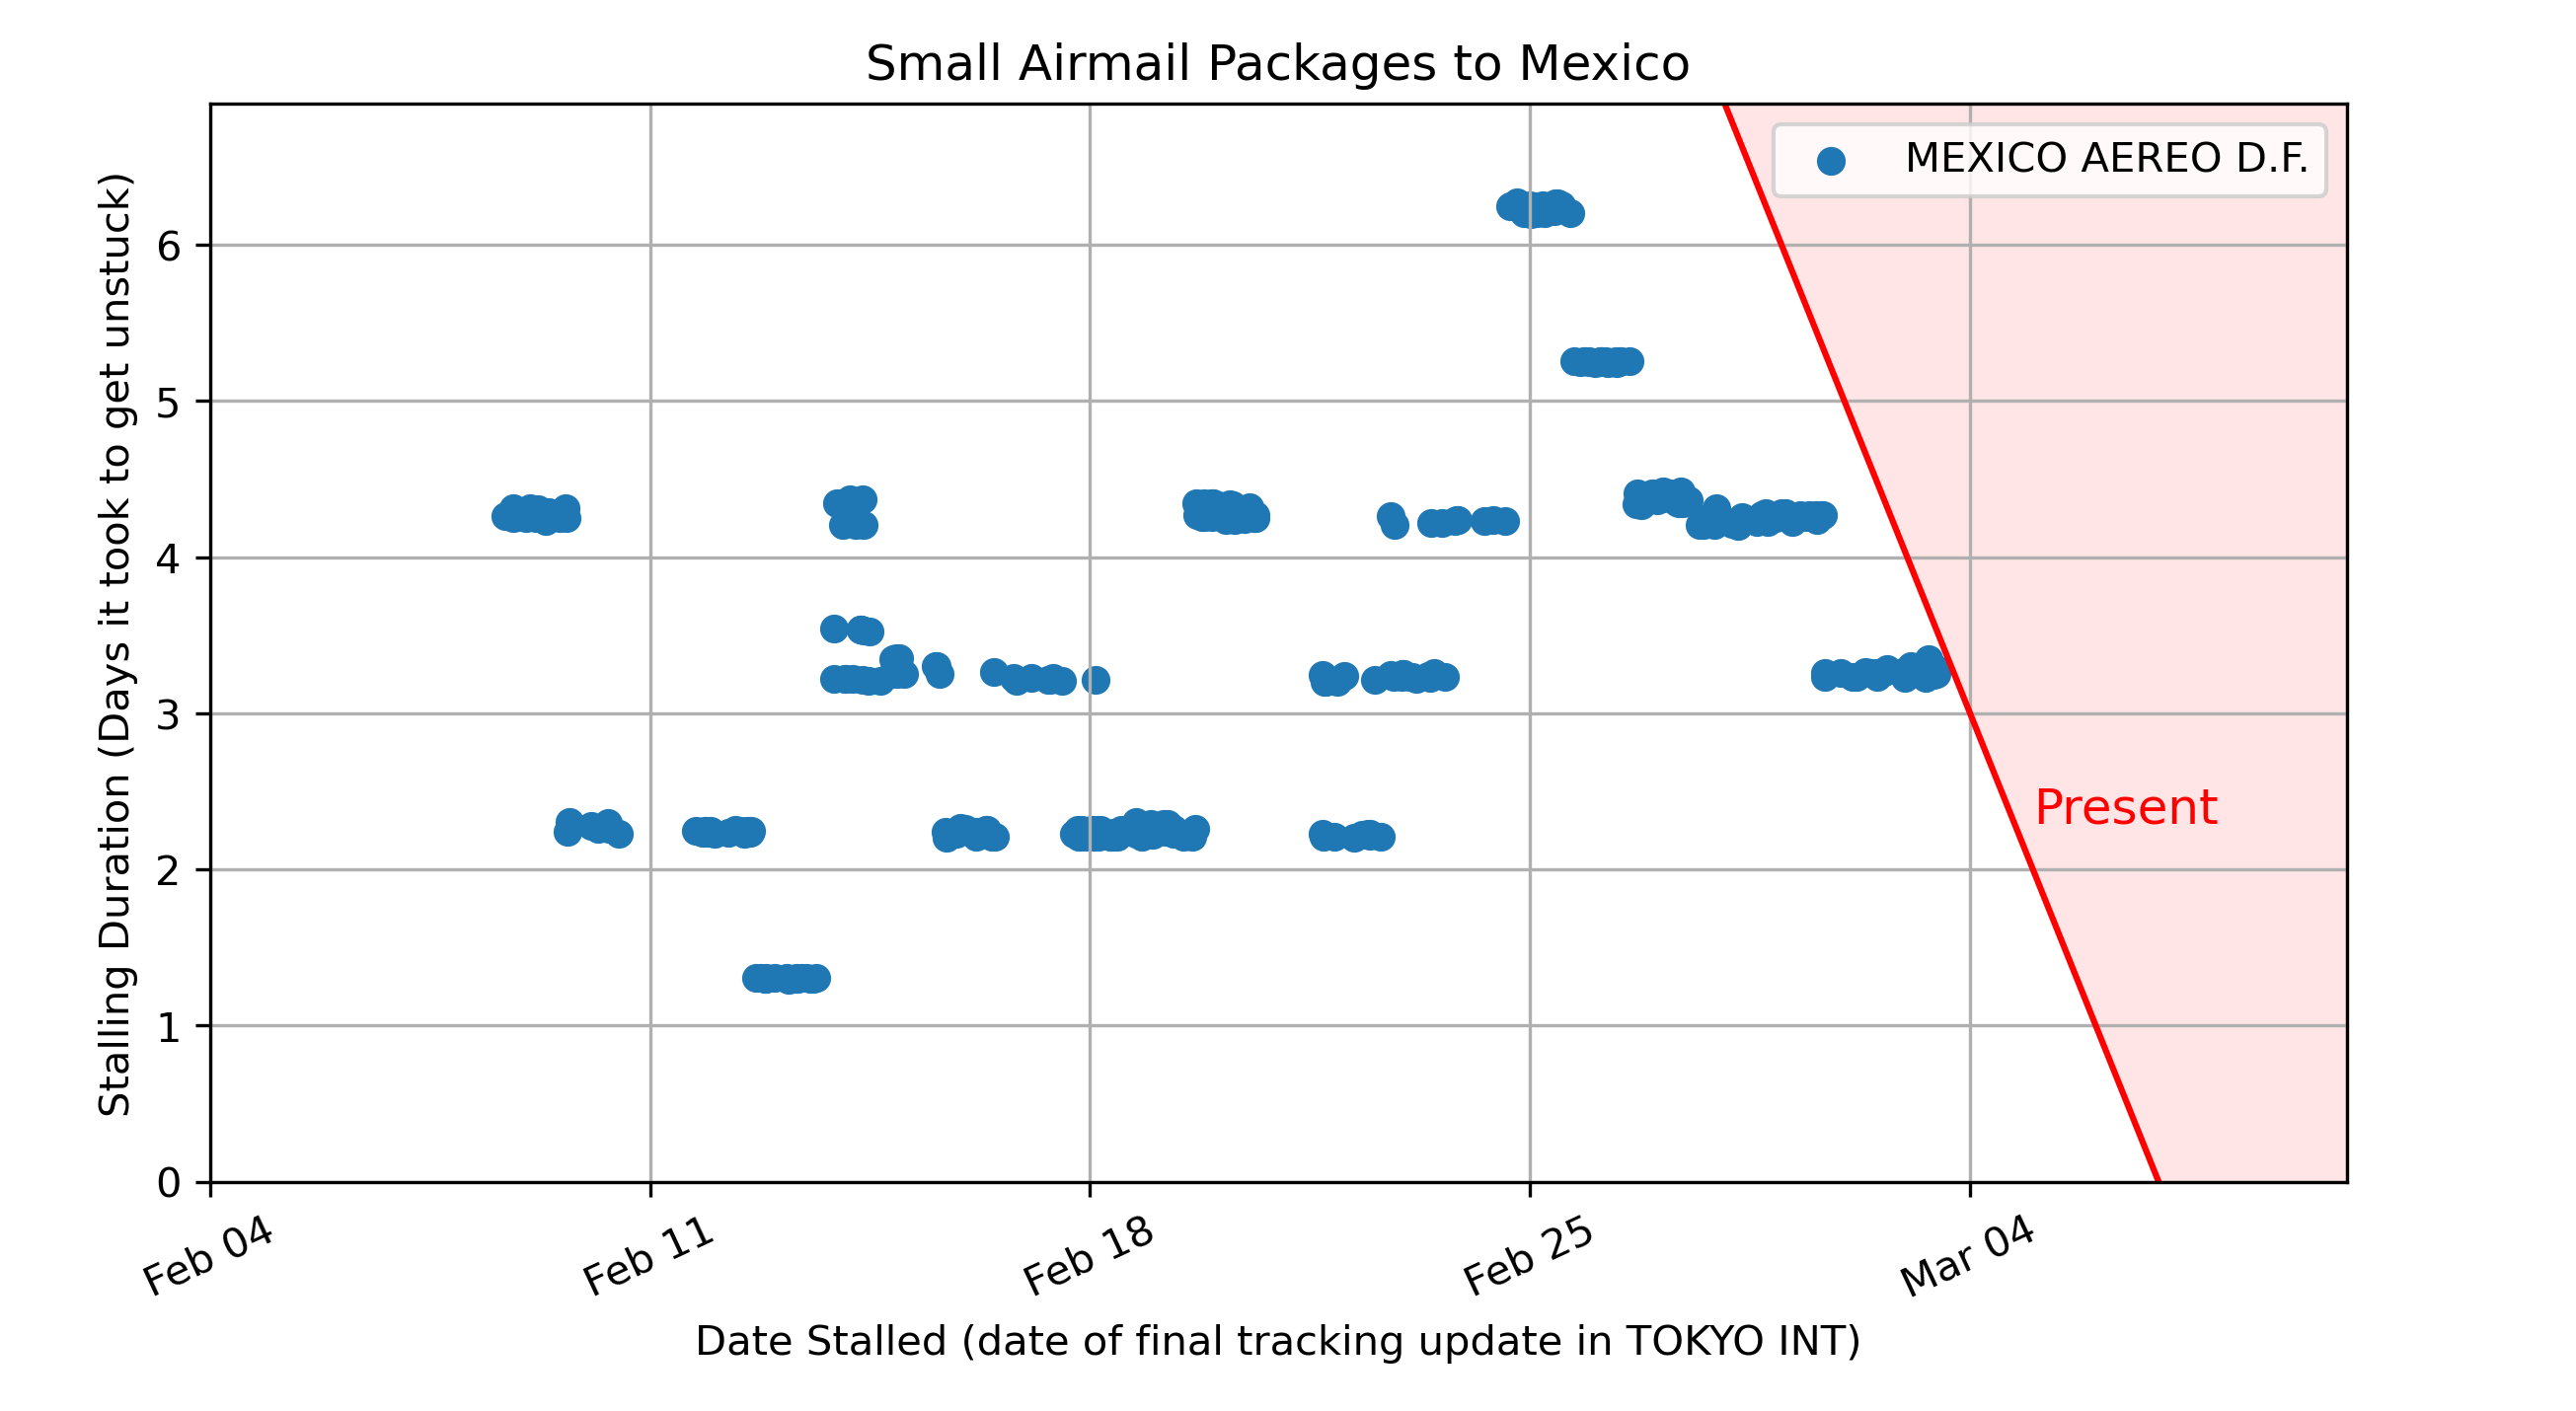 Small Airmail Packages to Mexico
MEXICO AEREO D.F.
Stalling Duration (Days it took to get unstuck)
6
5
4
3
2
1
0
Present
Feb 04
Feb 11
Feb 18
Feb 25
Mar 04
Date Stalled (date of final tracking update in TOKYO INT)